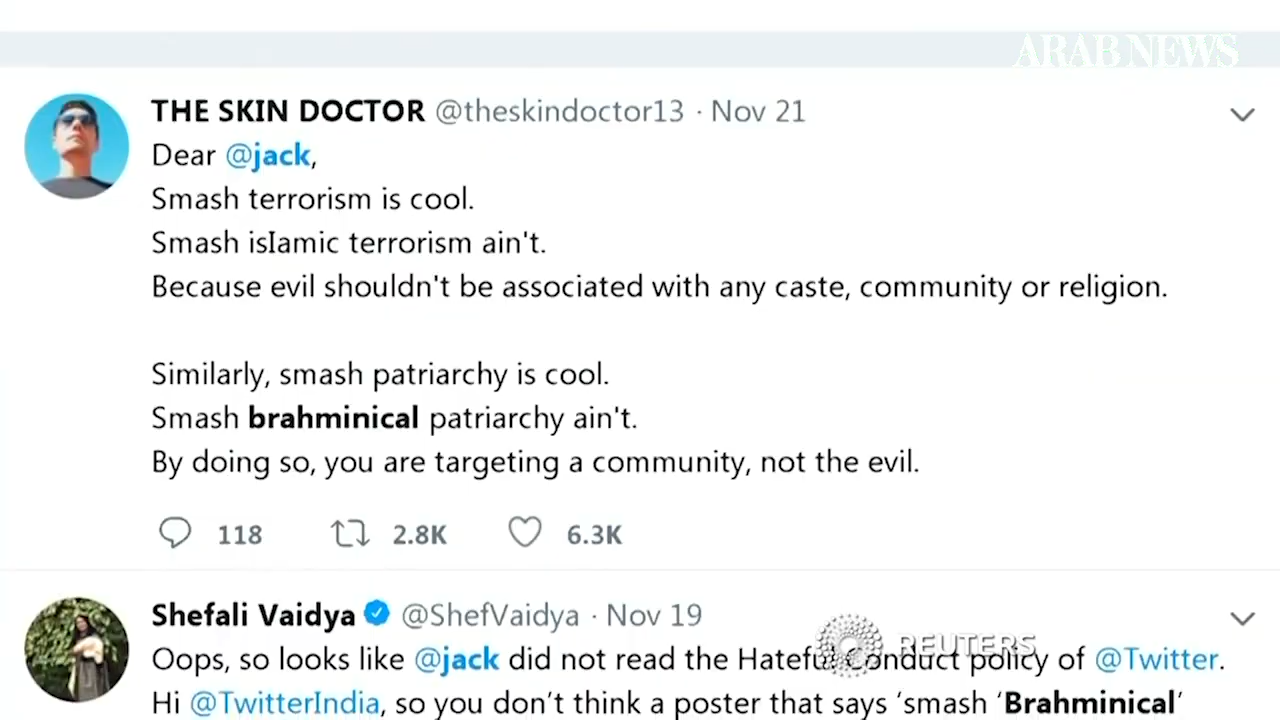 ARAB NEWS
THE SKIN DOCTOR @theskindoctor13 · Nov 21
Dear @jack,
Smash terrorism is cool.
Smash isIamic terrorism ain't.
Because evil shouldn't be associated with any caste, community or religion.
Similarly, smash patriarchy is cool.
Smash brahminical patriarchy ain't.
By doing so, you are targeting a community, not the evil.
118 2.8K 6.3K
Shefali Vaidya @ShefVaidya · Nov 19
REUTERS
Oops, so looks like @jack did not read the Hateful Conduct policy of @Twitter.
Hi @TwitterIndia, so you don't think a poster that says ‘smash ‘Brahminical’